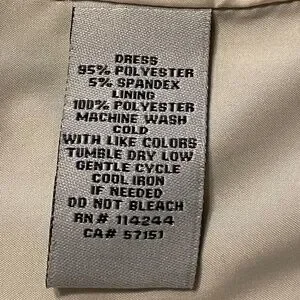 DRESS
95% POLYESTER
5% SPANDEX
LINING
100% POLYESTER
MACHINE WASH
COLD
WITH LIKE COLORS
TUMBLE DRY LOW
GENTLE CYCLE
COOL IRON
IF NEEDED
DO NOT BLEACH
RN# 114244
CA# 57151